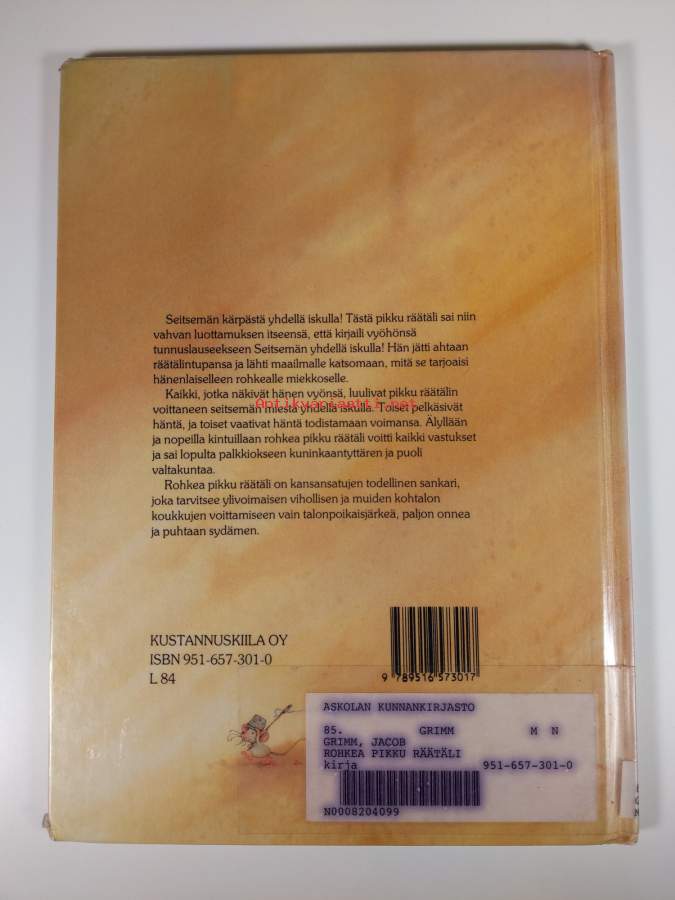 Seitsemän kärpästä yhdellä iskulla! Tästä pikku räätäli sai niin
vahvan luottamuksen itseensä, että kirjaili vyöhönsä
tunnuslauseekseen Seitsemän yhdellä iskulla! Hän jätti ahtaan
räätälintupansa ja lähti maailmalle katsomaan, mitä se tarjoaisi
hänenlaiselleen rohkealle miekkoselle.
Kaikki, jotka näkivät hänen vyönsä, luulivat pikku räätälin
Antikvariaatti.net
voittaneen seitsemän miestä yhdellä iskulla. Toiset pelkäsivät
häntä, ja toiset vaativat häntä todistamaan voimansa. Älyllään
ja nopeilla kintuillaan rohkea pikku räätäli voitti kaikki vastukset
ja sai lopulta palkkiokseen kuninkaantyttären ja puoli
valtakuntaa.
Rohkea pikku räätäli on kansansatujen todellinen sankari,
joka tarvitsee ylivoimaisen vihollisen ja muiden kohtalon
koukkujen voittamiseen vain talonpoikaisjärkeä, paljon onnea
ja puhtaan sydämen.
KUSTANNUSKIILA OY
ISBN 951-657-301-0
L 84
9 789516 573017
ASKOLAN KUNNANKIRJASTO
85. GRIMM M N
GRIMM, JACOB
ROHKEA PIKKU RÄÄTÄLI
kirja 951-657-301-0
N0008204099